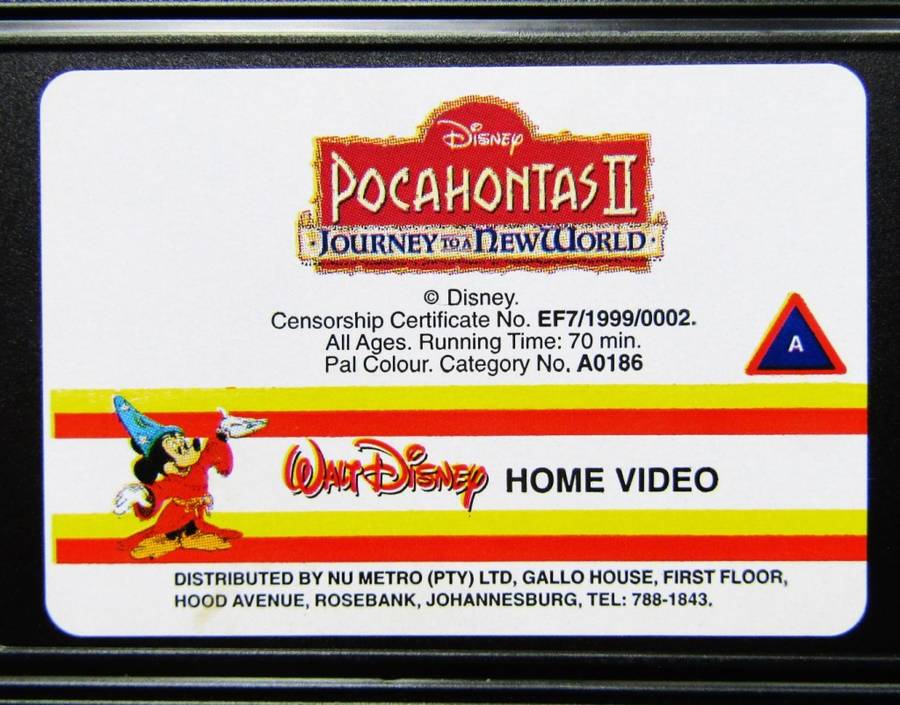 Disney
POCAHONTAS II
·JOURNEY TO A NEW WORLD·
© Disney.
Censorship Certificate No. EF7/1999/0002.
All Ages. Running Time: 70 min.
Pal Colour. Category No. A0186
A
Walt Disney HOME VIDEO
DISTRIBUTED BY NU METRO (PTY) LTD, GALLO HOUSE, FIRST FLOOR,
HOOD AVENUE, ROSEBANK, JOHANNESBURG, TEL: 788-1843.